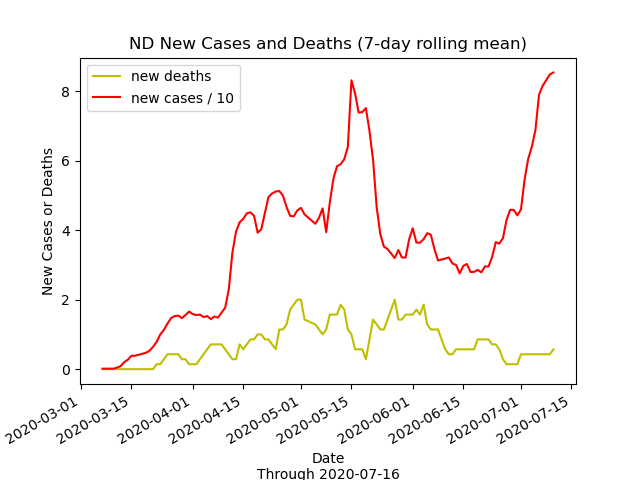 ND New Cases and Deaths (7-day rolling mean)
new deaths
new cases / 10
New Cases or Deaths
8
6
4
2
0
2020-03-01
2020-03-15
2020-04-01
2020-04-15
2020-05-01
2020-05-15
2020-06-01
2020-06-15
2020-07-01
2020-07-15
Date
Through 2020-07-16